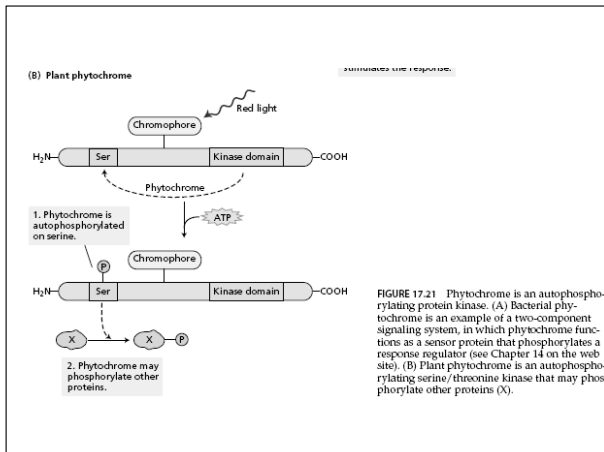 stimulates the response.
(B) Plant phytochrome
Red light
Chromophore
H₂N
Ser
Kinase domain
COOH
Phytochrome
ATP
1. Phytochrome is
autophosphorylated
on serine.
P
Chromophore
H₂N
Ser
Kinase domain
COOH
X
X
P
2. Phytochrome may
phosphorylate other
proteins.
FIGURE 17.21 Phytochrome is an autophospho-
rylating protein kinase. (A) Bacterial phy-
tochrome is an example of a two-component
signaling system, in which phytochrome func-
tions as a sensor protein that phosphorylates a
response regulator (see Chapter 14 on the web
site). (B) Plant phytochrome is an autophospho-
rylating serine/threonine kinase that may phos-
phorylate other proteins (X).